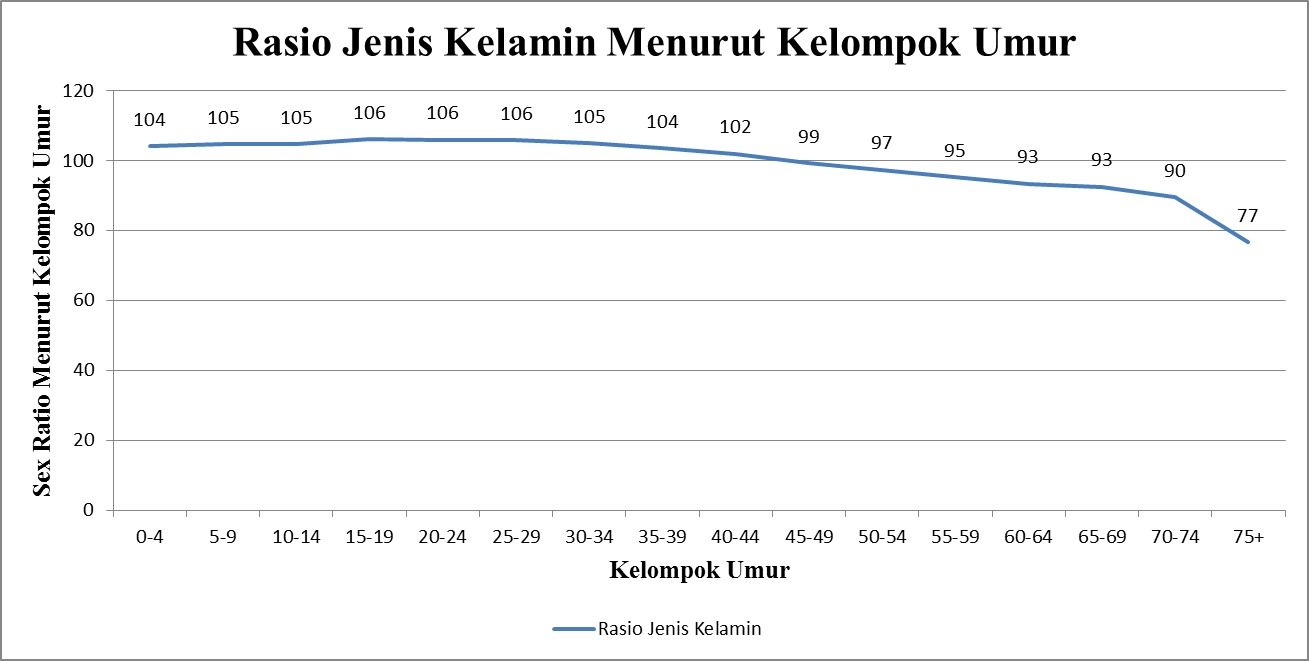 Rasio Jenis Kelamin Menurut Kelompok Umur
Sex Ratio Menurut Kelompok Umur
120
100
80
60
40
20
0
104 105 105 106 106 106 105 104 102 99 97 95 93 93 90 77
0-4 5-9 10-14 15-19 20-24 25-29 30-34 35-39 40-44 45-49 50-54 55-59 60-64 65-69 70-74 75+
Kelompok Umur
Rasio Jenis Kelamin